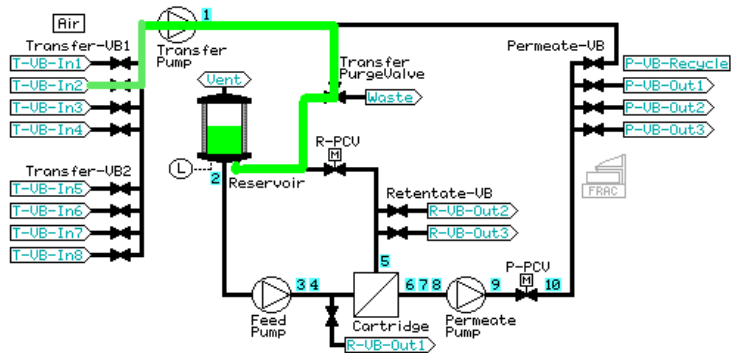 Air
1
Transfer-VB1
Transfer
Pump
Permeate-VB
T-VB-In1
T-VB-In2
T-VB-In3
T-VB-In4
Vent
Transfer
PurgeValve
Waste
P-VB-Recycle
P-VB-Out1
P-VB-Out2
P-VB-Out3
R-PCV
M
L
2
Reservoir
FRAC
Transfer-VB2
T-VB-In5
T-VB-In6
T-VB-In7
T-VB-In8
Retentate-VB
R-VB-Out2
R-VB-Out3
5
P-PCV
M
3 4
6 7 8
9
10
Feed
Pump
Cartridge
Permeate
Pump
R-VB-Out1